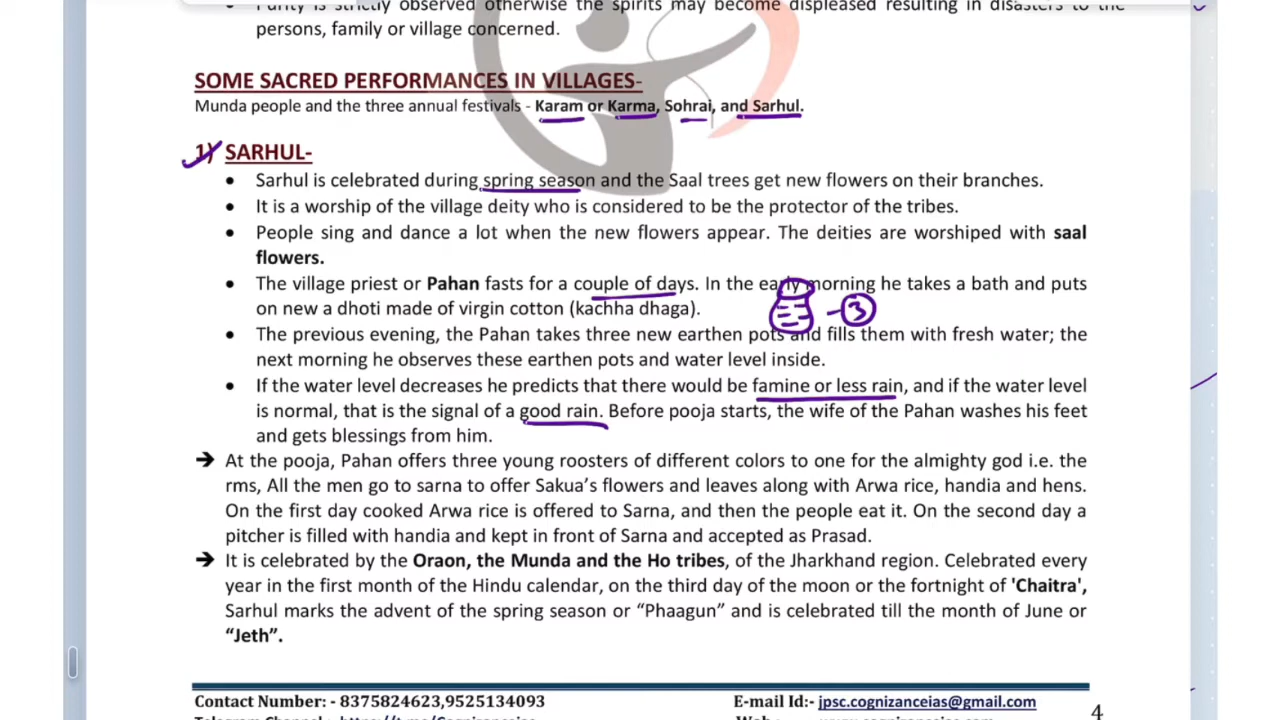 Purity is strictly observed otherwise the spirits may become displeased resulting in disasters to the
persons, family or village concerned.
SOME SACRED PERFORMANCES IN VILLAGES-
Munda people and the three annual festivals - Karam or Karma, Sohrai, and Sarhul.
1) SARHUL-
• Sarhul is celebrated during spring season and the Saal trees get new flowers on their branches.
• It is a worship of the village deity who is considered to be the protector of the tribes.
• People sing and dance a lot when the new flowers appear. The deities are worshiped with saal
flowers.
• The village priest or Pahan fasts for a couple of days. In the early morning he takes a bath and puts
on new a dhoti made of virgin cotton (kachha dhaga).
-3
• The previous evening, the Pahan takes three new earthen pots and fills them with fresh water; the
next morning he observes these earthen pots and water level inside.
• If the water level decreases he predicts that there would be famine or less rain, and if the water level
is normal, that is the signal of a good rain. Before pooja starts, the wife of the Pahan washes his feet
and gets blessings from him.
➔ At the pooja, Pahan offers three young roosters of different colors to one for the almighty god i.e. the
rms, All the men go to sarna to offer Sakua's flowers and leaves along with Arwa rice, handia and hens.
On the first day cooked Arwa rice is offered to Sarna, and then the people eat it. On the second day a
pitcher is filled with handia and kept in front of Sarna and accepted as Prasad.
➔ It is celebrated by the Oraon, the Munda and the Ho tribes, of the Jharkhand region. Celebrated every
year in the first month of the Hindu calendar, on the third day of the moon or the fortnight of 'Chaitra',
Sarhul marks the advent of the spring season or “Phaagun” and is celebrated till the month of June or
“Jeth”.
Contact Number: - 8375824623,9525134093
E-mail Id:- jpsc.cognizanceias@gmail.com
4